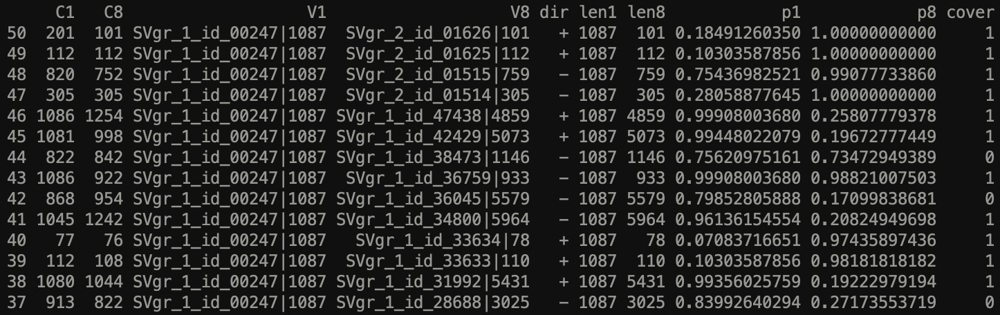 C1 C8 V1 V8 dir len1 len8 p1 p8 cover
50 201 101 SVgr_1_id_00247|1087 SVgr_2_id_01626|101 + 1087 101 0.18491260350 1.00000000000 1
49 112 112 SVgr_1_id_00247|1087 SVgr_2_id_01625|112 + 1087 112 0.10303587856 1.00000000000 1
48 820 752 SVgr_1_id_00247|1087 SVgr_2_id_01515|759 - 1087 759 0.75436982521 0.99077733860 1
47 305 305 SVgr_1_id_00247|1087 SVgr_2_id_01514|305 - 1087 305 0.28058877645 1.00000000000 1
46 1086 1254 SVgr_1_id_00247|1087 SVgr_1_id_47438|4859 + 1087 4859 0.99908003680 0.25807779378 1
45 1081 998 SVgr_1_id_00247|1087 SVgr_1_id_42429|5073 + 1087 5073 0.99448022079 0.19672777449 1
44 822 842 SVgr_1_id_00247|1087 SVgr_1_id_38473|1146 - 1087 1146 0.75620975161 0.73472949389 0
43 1086 922 SVgr_1_id_00247|1087 SVgr_1_id_36759|933 - 1087 933 0.99908003680 0.98821007503 1
42 868 954 SVgr_1_id_00247|1087 SVgr_1_id_36045|5579 - 1087 5579 0.79852805888 0.17099838681 0
41 1045 1242 SVgr_1_id_00247|1087 SVgr_1_id_34800|5964 - 1087 5964 0.96136154554 0.20824949698 1
40 77 76 SVgr_1_id_00247|1087 SVgr_1_id_33634|78 + 1087 78 0.07083716651 0.97435897436 1
39 112 108 SVgr_1_id_00247|1087 SVgr_1_id_33633|110 + 1087 110 0.10303587856 0.98181818182 1
38 1080 1044 SVgr_1_id_00247|1087 SVgr_1_id_31992|5431 + 1087 5431 0.99356025759 0.19222979194 1
37 913 822 SVgr_1_id_00247|1087 SVgr_1_id_28688|3025 - 1087 3025 0.83992640294 0.27173553719 0